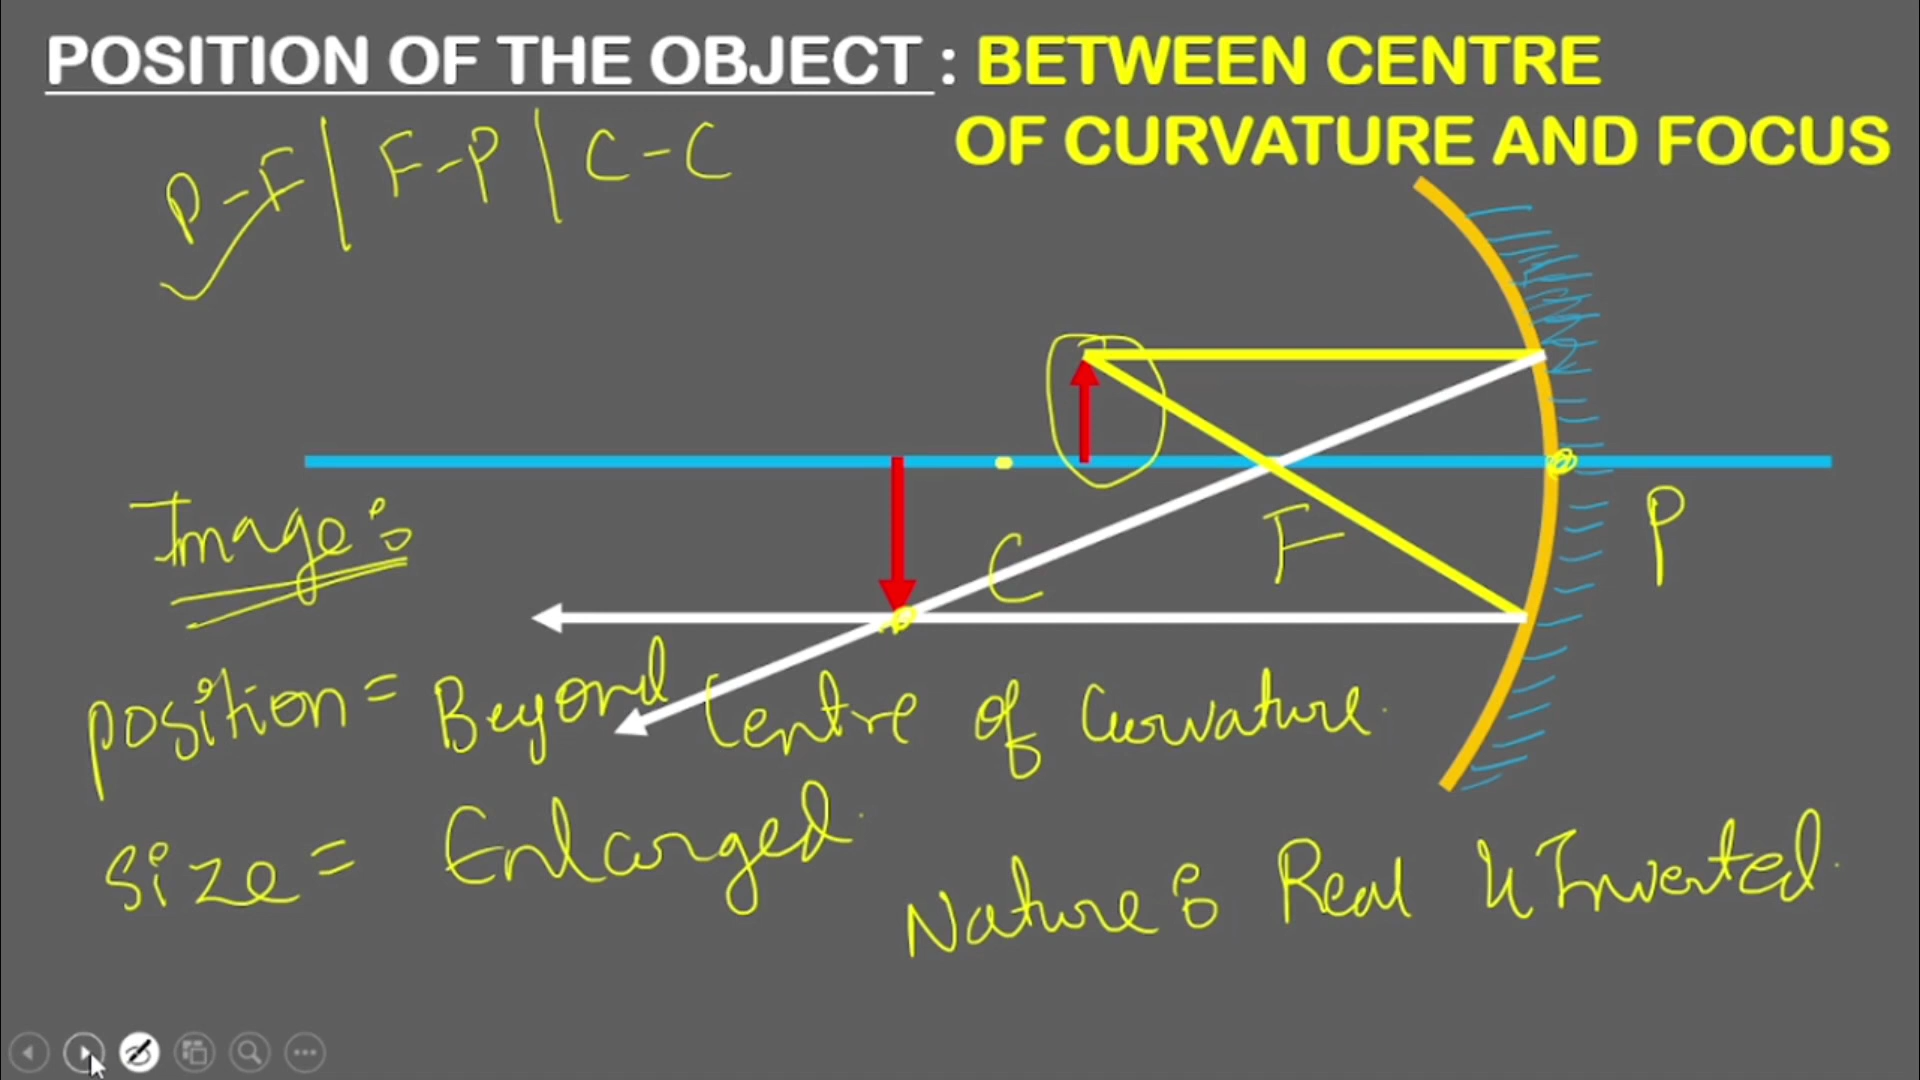 POSITION OF THE OBJECT : BETWEEN CENTRE
OF CURVATURE AND FOCUS
P-F | F-P | C-C
Image:
C
F
P
position = Beyond Centre of Curvature.
Size = Enlarged.
Nature: Real & Inverted.